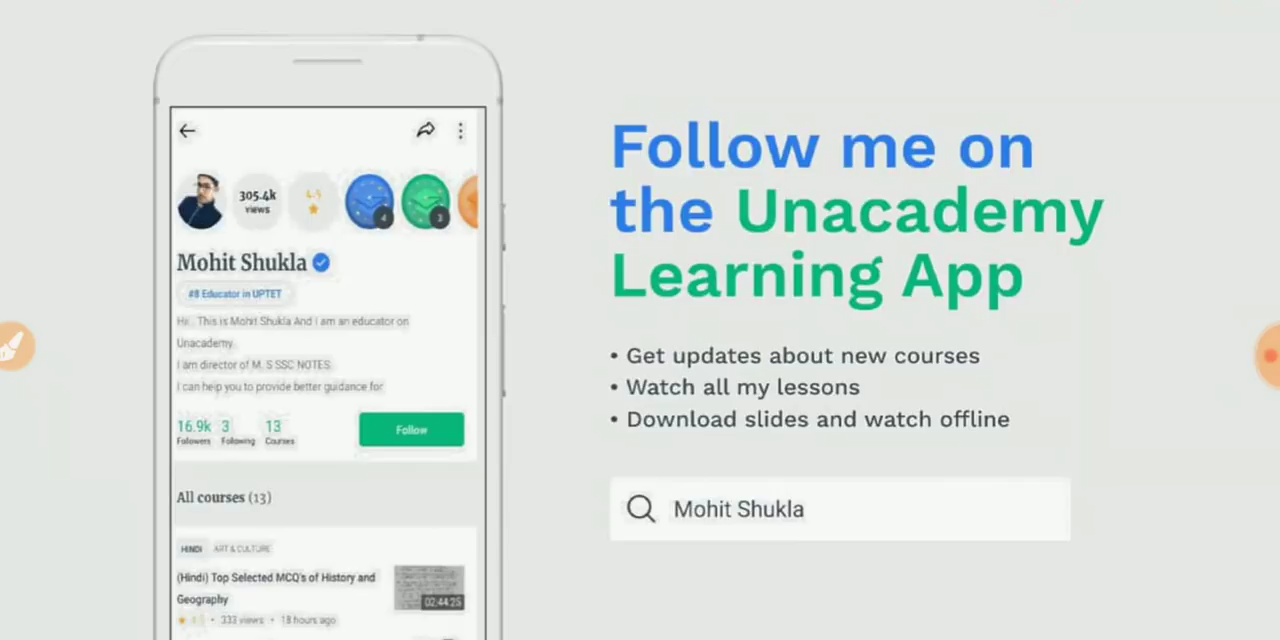 305.4k
views
4
3
Mohit Shukla
#8 Educator in UPTET
Hii.. This is Mohit Shukla And I am an educator on
Unacademy.
I am director of M. S SSC NOTES.
I can help you to provide better guidance for
16.9k 3 13
Followers Following Courses
Follow
All courses (13)
HINDI ART & CULTURE
(Hindi) Top Selected MCQ's of History and
Geography
02:44:25
333 views • 18 hours ago
Follow me on
the Unacademy
Learning App
• Get updates about new courses
• Watch all my lessons
• Download slides and watch offline
Mohit Shukla